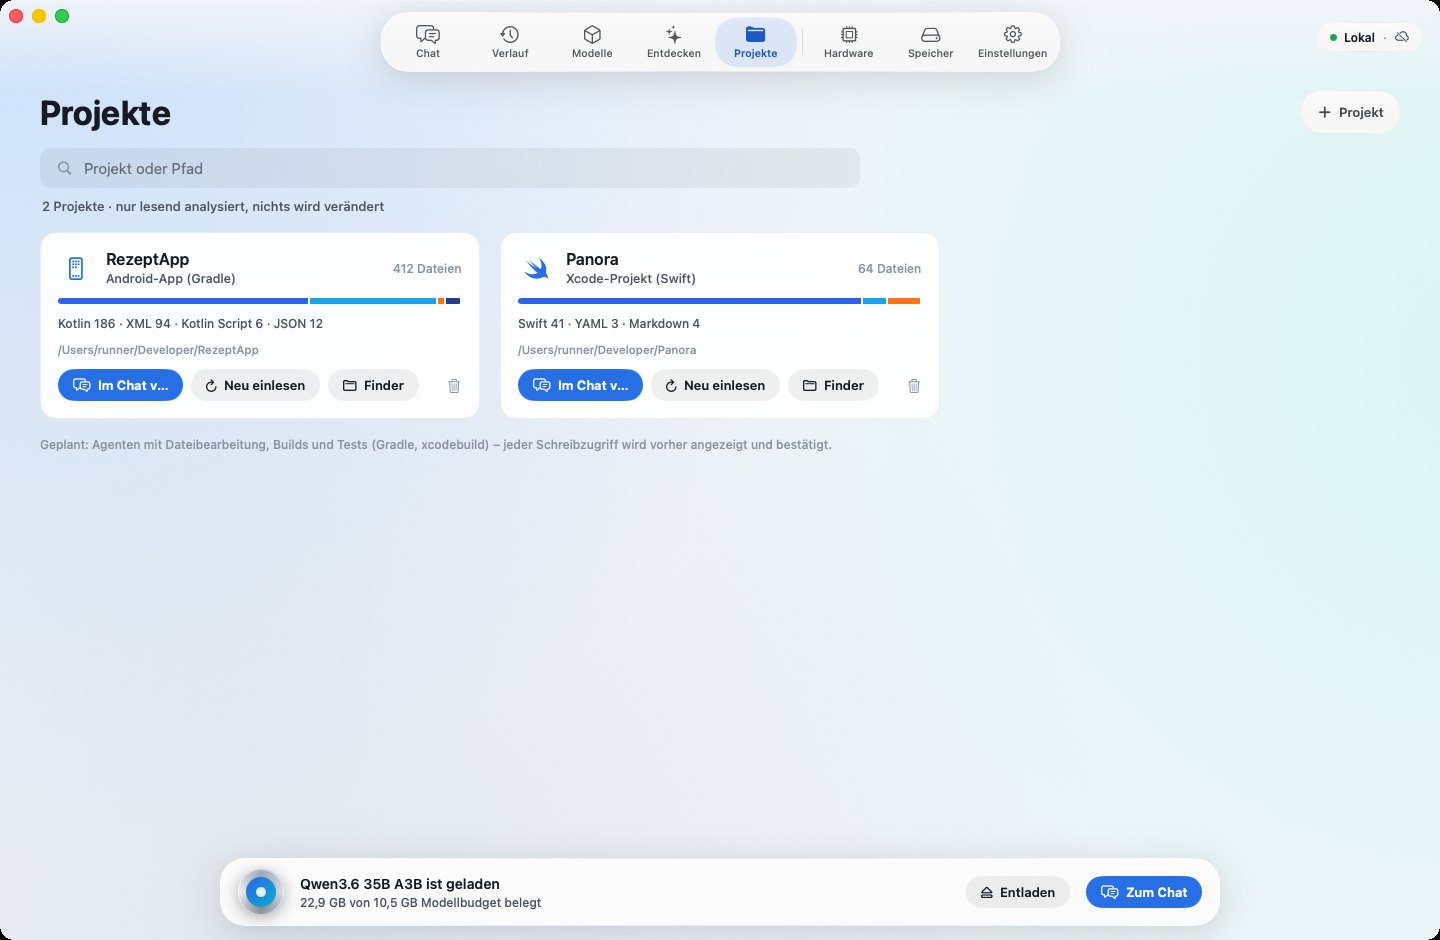 Chat
Verlauf
Modelle
Entdecken
Projekte
Hardware
Speicher
Einstellungen
Lokal ·
Projekte
+ Projekt
Projekt oder Pfad
2 Projekte · nur lesend analysiert, nichts wird verändert
RezeptApp
Android-App (Gradle)
412 Dateien
Kotlin 186 · XML 94 · Kotlin Script 6 · JSON 12
/Users/runner/Developer/RezeptApp
Im Chat v...
Neu einlesen
Finder
Panora
Xcode-Projekt (Swift)
64 Dateien
Swift 41 · YAML 3 · Markdown 4
/Users/runner/Developer/Panora
Im Chat v...
Neu einlesen
Finder
Geplant: Agenten mit Dateibearbeitung, Builds und Tests (Gradle, xcodebuild) – jeder Schreibzugriff wird vorher angezeigt und bestätigt.
Qwen3.6 35B A3B ist geladen
22,9 GB von 10,5 GB Modellbudget belegt
Entladen
Zum Chat